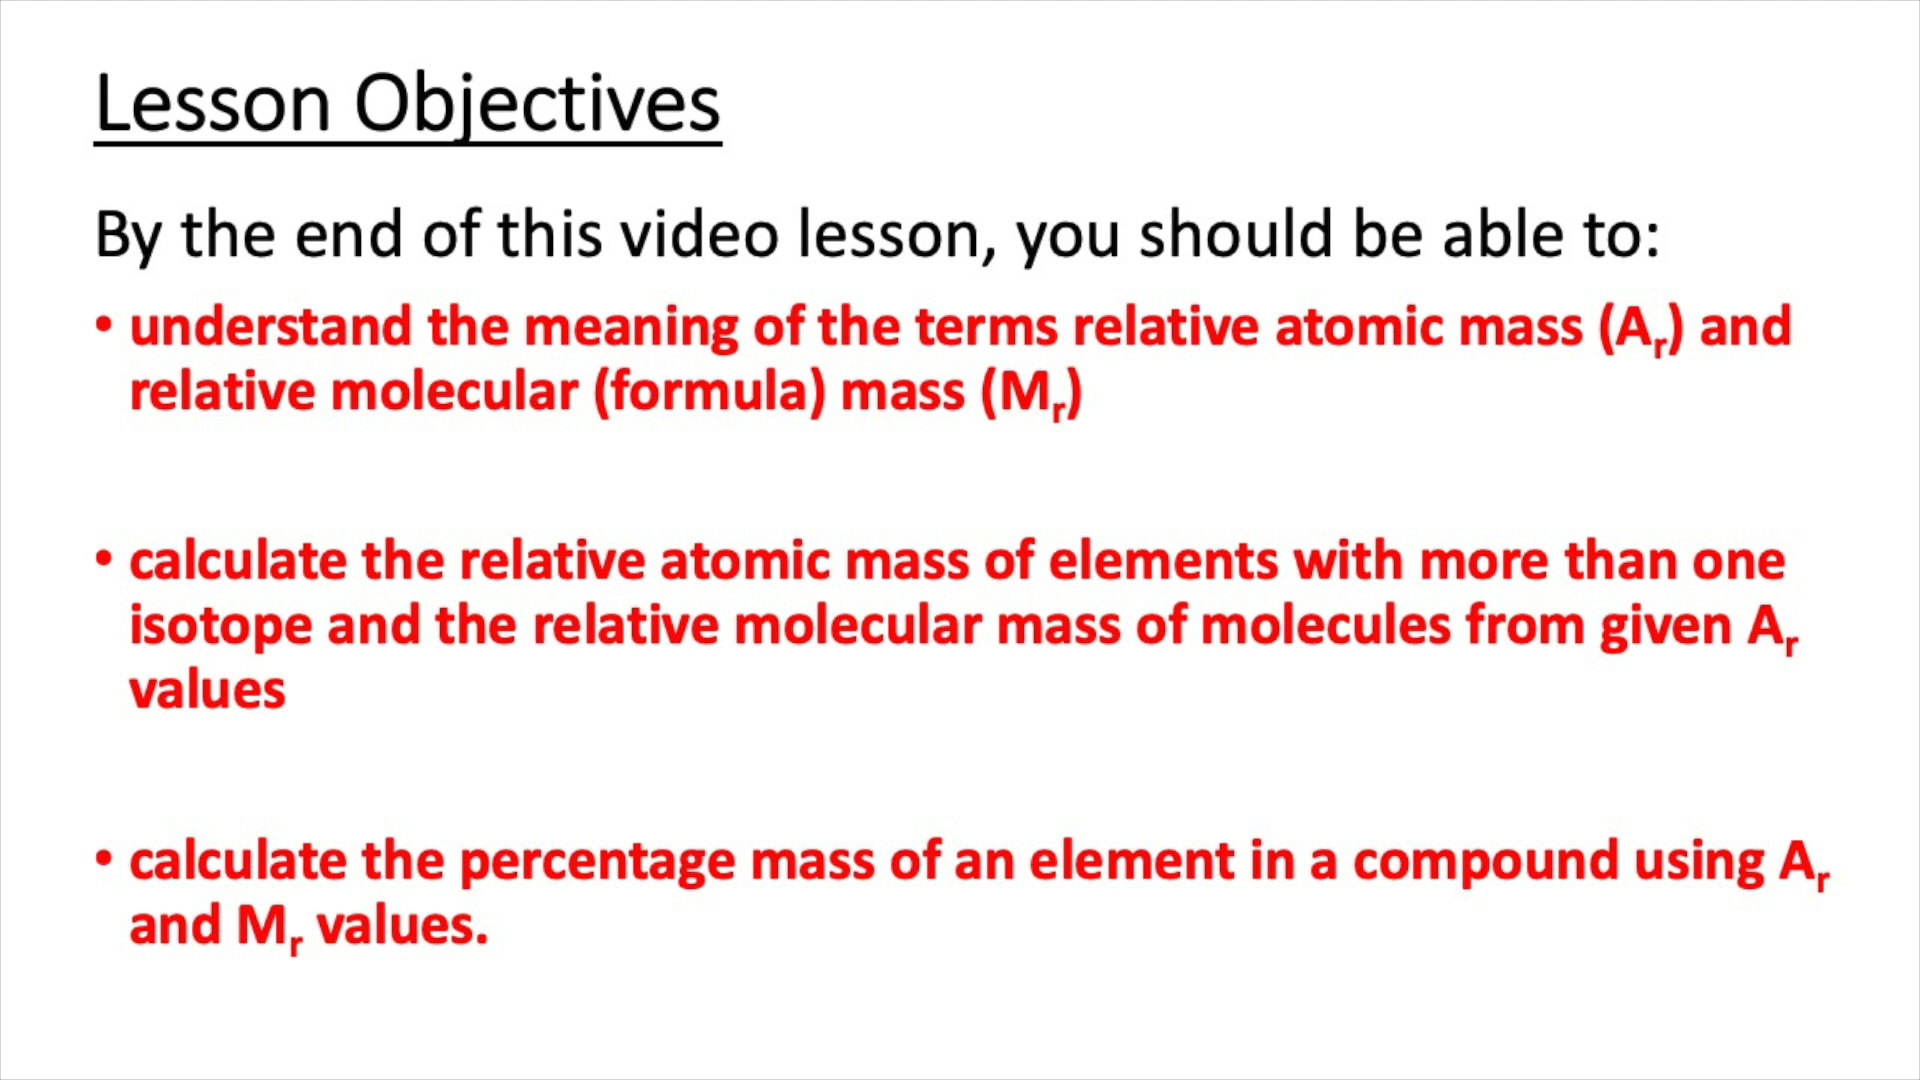 Lesson Objectives
By the end of this video lesson, you should be able to:
• understand the meaning of the terms relative atomic mass (Aᵣ) and
relative molecular (formula) mass (Mᵣ)
• calculate the relative atomic mass of elements with more than one
isotope and the relative molecular mass of molecules from given Aᵣ
values
• calculate the percentage mass of an element in a compound using Aᵣ
and Mᵣ values.